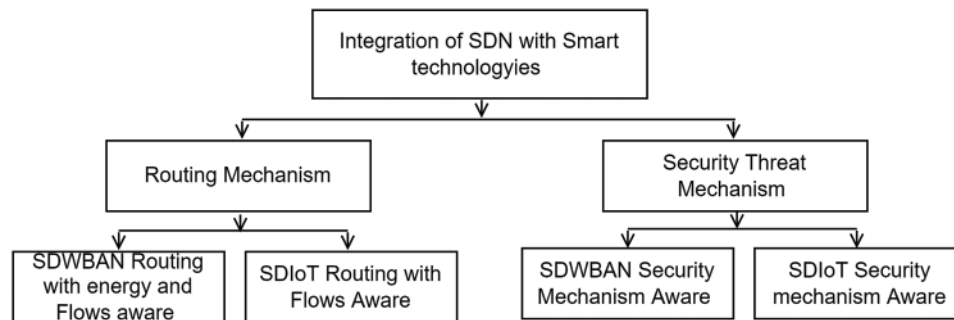 Integration of SDN with Smart
technologyies
Routing Mechanism
Security Threat
Mechanism
SDWBAN Routing
with energy and
Flows aware
SDIoT Routing with
Flows Aware
SDWBAN Security
Mechanism Aware
SDIoT Security
mechanism Aware